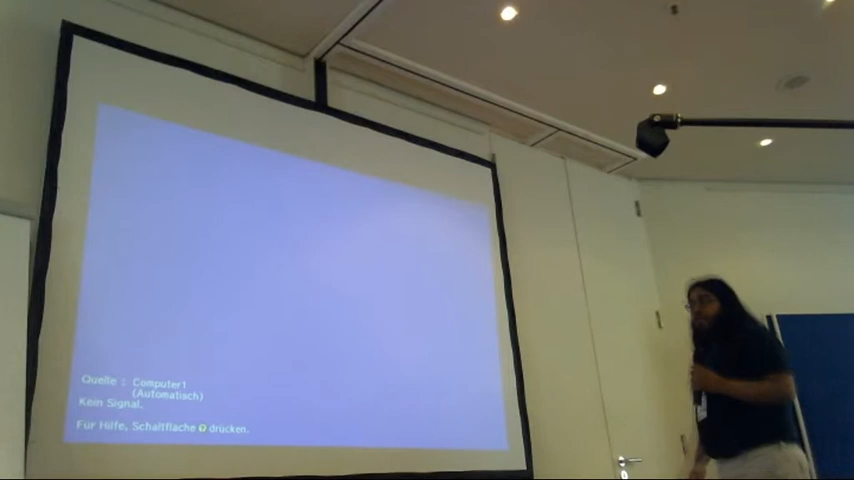 Quelle : Computer1
(Automatisch)
Kein Signal.
Für Hilfe, Schaltfläche ? drücken.